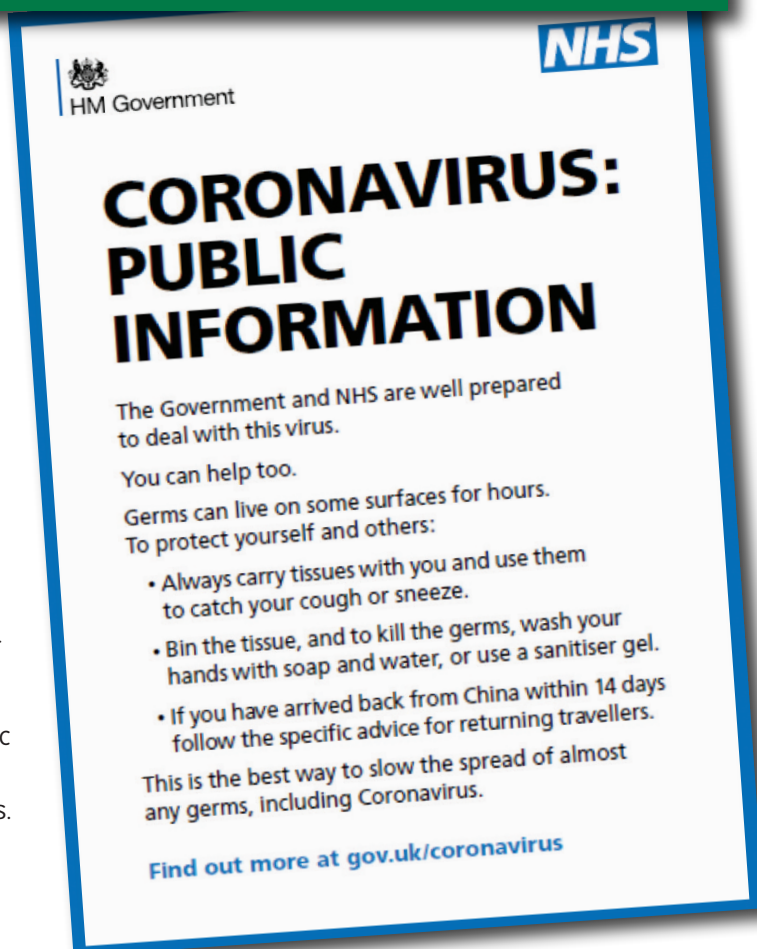 HM Government
NHS
CORONAVIRUS:
PUBLIC
INFORMATION
The Government and NHS are well prepared
to deal with this virus.
You can help too.
Germs can live on some surfaces for hours.
To protect yourself and others:
• Always carry tissues with you and use them
to catch your cough or sneeze.
• Bin the tissue, and to kill the germs, wash your
hands with soap and water, or use a sanitiser gel.
• If you have arrived back from China within 14 days
follow the specific advice for returning travellers.
This is the best way to slow the spread of almost
any germs, including Coronavirus.
Find out more at gov.uk/coronavirus